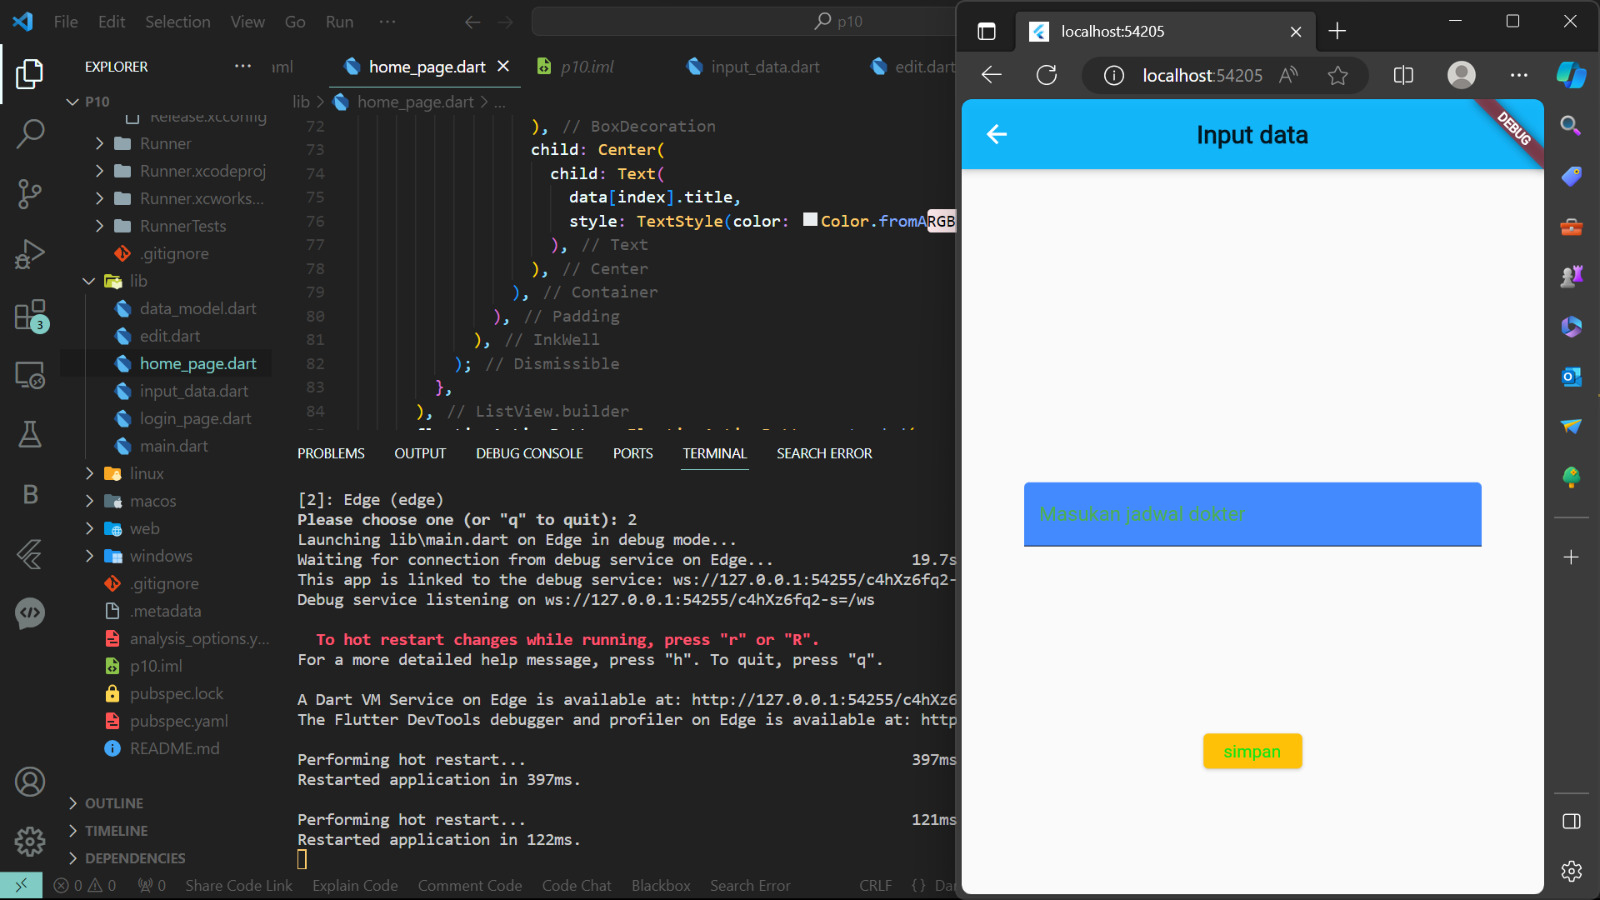 File Edit Selection View Go Run ···
p10
EXPLORER ···
P10
Release.xcconfig
Runner
Runner.xcodeproj
Runner.xcworks...
RunnerTests
.gitignore
lib
data_model.dart
edit.dart
home_page.dart
input_data.dart
login_page.dart
main.dart
linux
macos
web
windows
.gitignore
.metadata
analysis_options.y...
p10.iml
pubspec.lock
pubspec.yaml
README.md
OUTLINE
TIMELINE
DEPENDENCIES
3
aml home_page.dart p10.iml input_data.dart edit.dart
lib > home_page.dart > ...
72 ), // BoxDecoration
73 child: Center(
74 child: Text(
75 data[index].title,
76 style: TextStyle(color: Color.fromARGB
77 ), // Text
78 ), // Center
79 ), // Container
80 ), // Padding
81 ), // InkWell
82 ); // Dismissible
83 },
84 ), // ListView.builder
PROBLEMS OUTPUT DEBUG CONSOLE PORTS TERMINAL SEARCH ERROR
[2]: Edge (edge)
Please choose one (or "q" to quit): 2
Launching lib\main.dart on Edge in debug mode...
Waiting for connection from debug service on Edge... 19.7s
This app is linked to the debug service: ws://127.0.0.1:54255/c4hXz6fq2-
Debug service listening on ws://127.0.0.1:54255/c4hXz6fq2-s=/ws
To hot restart changes while running, press "r" or "R".
For a more detailed help message, press "h". To quit, press "q".
A Dart VM Service on Edge is available at: http://127.0.0.1:54255/c4hXz6
The Flutter DevTools debugger and profiler on Edge is available at: http
Performing hot restart... 397ms
Restarted application in 397ms.
Performing hot restart... 121ms
Restarted application in 122ms.
0 0 0 Share Code Link Explain Code Comment Code Code Chat Blackbox Search Error CRLF {} Da
localhost:54205
localhost:54205
Input data
DEBUG
Masukan jadwal dokter
simpan